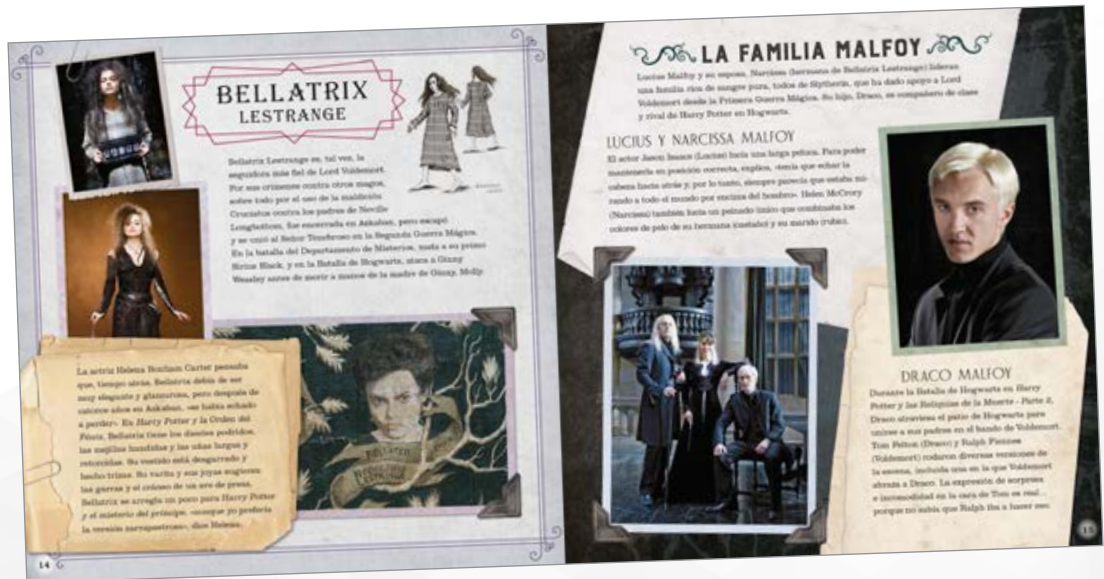 BELLATRIX
LESTRANGE
Bellatrix Lestrange es, tal vez, la
seguidora más fiel de Lord Voldemort.
Por sus crímenes contra otros magos,
sobre todo por el uso de la maldición
Cruciatus contra los padres de Neville
Longbottom, fue encerrada en Azkaban, pero escapó
y se unió al Señor Tenebroso en la Segunda Guerra Mágica.
En la batalla del Departamento de Misterios, mata a su primo
Sirius Black, y en la Batalla de Hogwarts, ataca a Ginny
Weasley antes de morir a manos de la madre de Ginny, Molly.
La actriz Helena Bonham Carter pensaba
que, tiempo atrás, Bellatrix debía de ser
muy elegante y glamurosa, pero después de
catorce años en Azkaban, «se había echado
a perder». En Harry Potter y la Orden del
Fénix, Bellatrix tiene los dientes podridos,
las mejillas hundidas y las uñas largas y
retorcidas. Su vestido está desgarrado y
hecho trizas. Su varita y sus joyas sugieren
las garras y el cráneo de un ave de presa.
Bellatrix se arregla un poco para Harry Potter
y el misterio del príncipe, «aunque yo prefería
la versión zarrapastrosa», dice Helena.
BELLATRIX
LESTRANGE
14
LA FAMILIA MALFOY
Lucius Malfoy y su esposa, Narcissa (hermana de Bellatrix Lestrange) lideran
una familia rica de sangre pura, todos de Slytherin, que ha dado apoyo a Lord
Voldemort desde la Primera Guerra Mágica. Su hijo, Draco, es compañero de clase
y rival de Harry Potter en Hogwarts.
LUCIUS Y NARCISSA MALFOY
El actor Jason Isaacs (Lucius) lucía una larga peluca. Para poder
mantenerla en posición correcta, explica, «tenía que echar la
cabeza hacia atrás y, por lo tanto, siempre parecía que estaba mi-
rando a todo el mundo por encima del hombro». Helen McCrory
(Narcissa) también lucía un peinado único que combinaba los
colores de pelo de su hermana (castaño) y su marido (rubio).
DRACO MALFOY
Durante la Batalla de Hogwarts en Harry
Potter y las Reliquias de la Muerte - Parte 2,
Draco atraviesa el patio de Hogwarts para
unirse a sus padres en el bando de Voldemort.
Tom Felton (Draco) y Ralph Fiennes
(Voldemort) rodaron diversas versiones de
la escena, incluida una en la que Voldemort
abraza a Draco. La expresión de sorpresa
e incomodidad en la cara de Tom es real...
porque no sabía que Ralph iba a hacer eso.
15